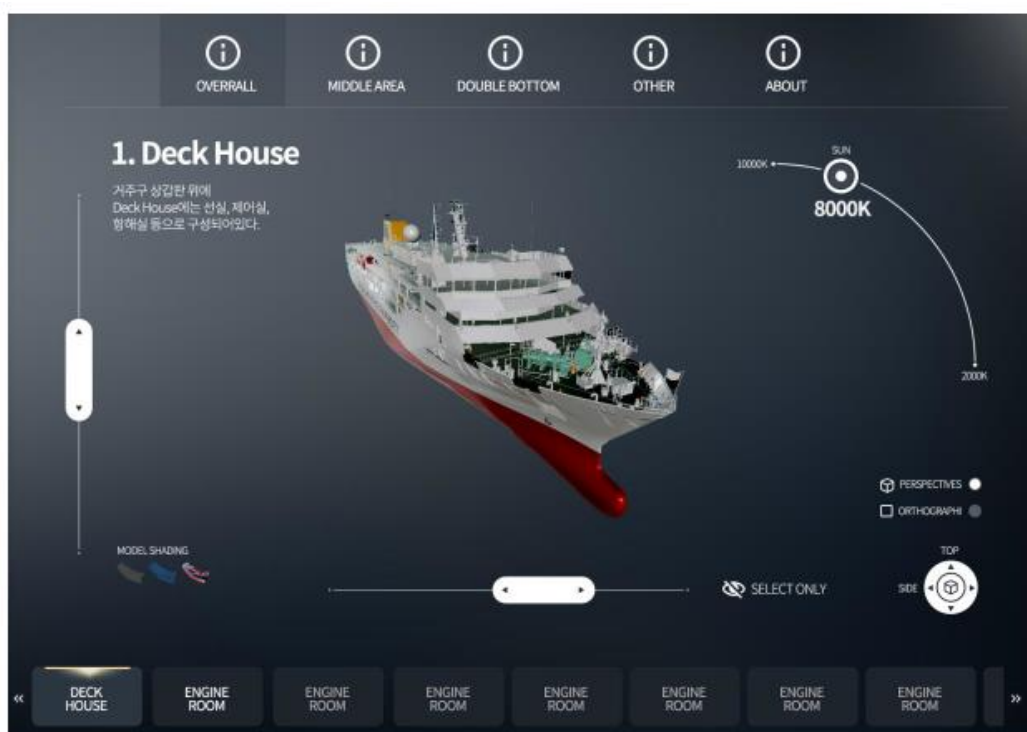 OVERRALL
MIDDLE AREA
DOUBLE BOTTOM
OTHER
ABOUT
1. Deck House
거주구 상갑판 위에
Deck House에는 선실, 제어실,
항해실 등으로 구성되어있다.
SUN
10000K
8000K
2000K
PERSPECTIVES
ORTHOGRAPHI
MODEL SHADING
TOP
SIDE
SELECT ONLY
«
DECK
HOUSE
ENGINE
ROOM
ENGINE
ROOM
ENGINE
ROOM
ENGINE
ROOM
ENGINE
ROOM
ENGINE
ROOM
ENGINE
ROOM
»